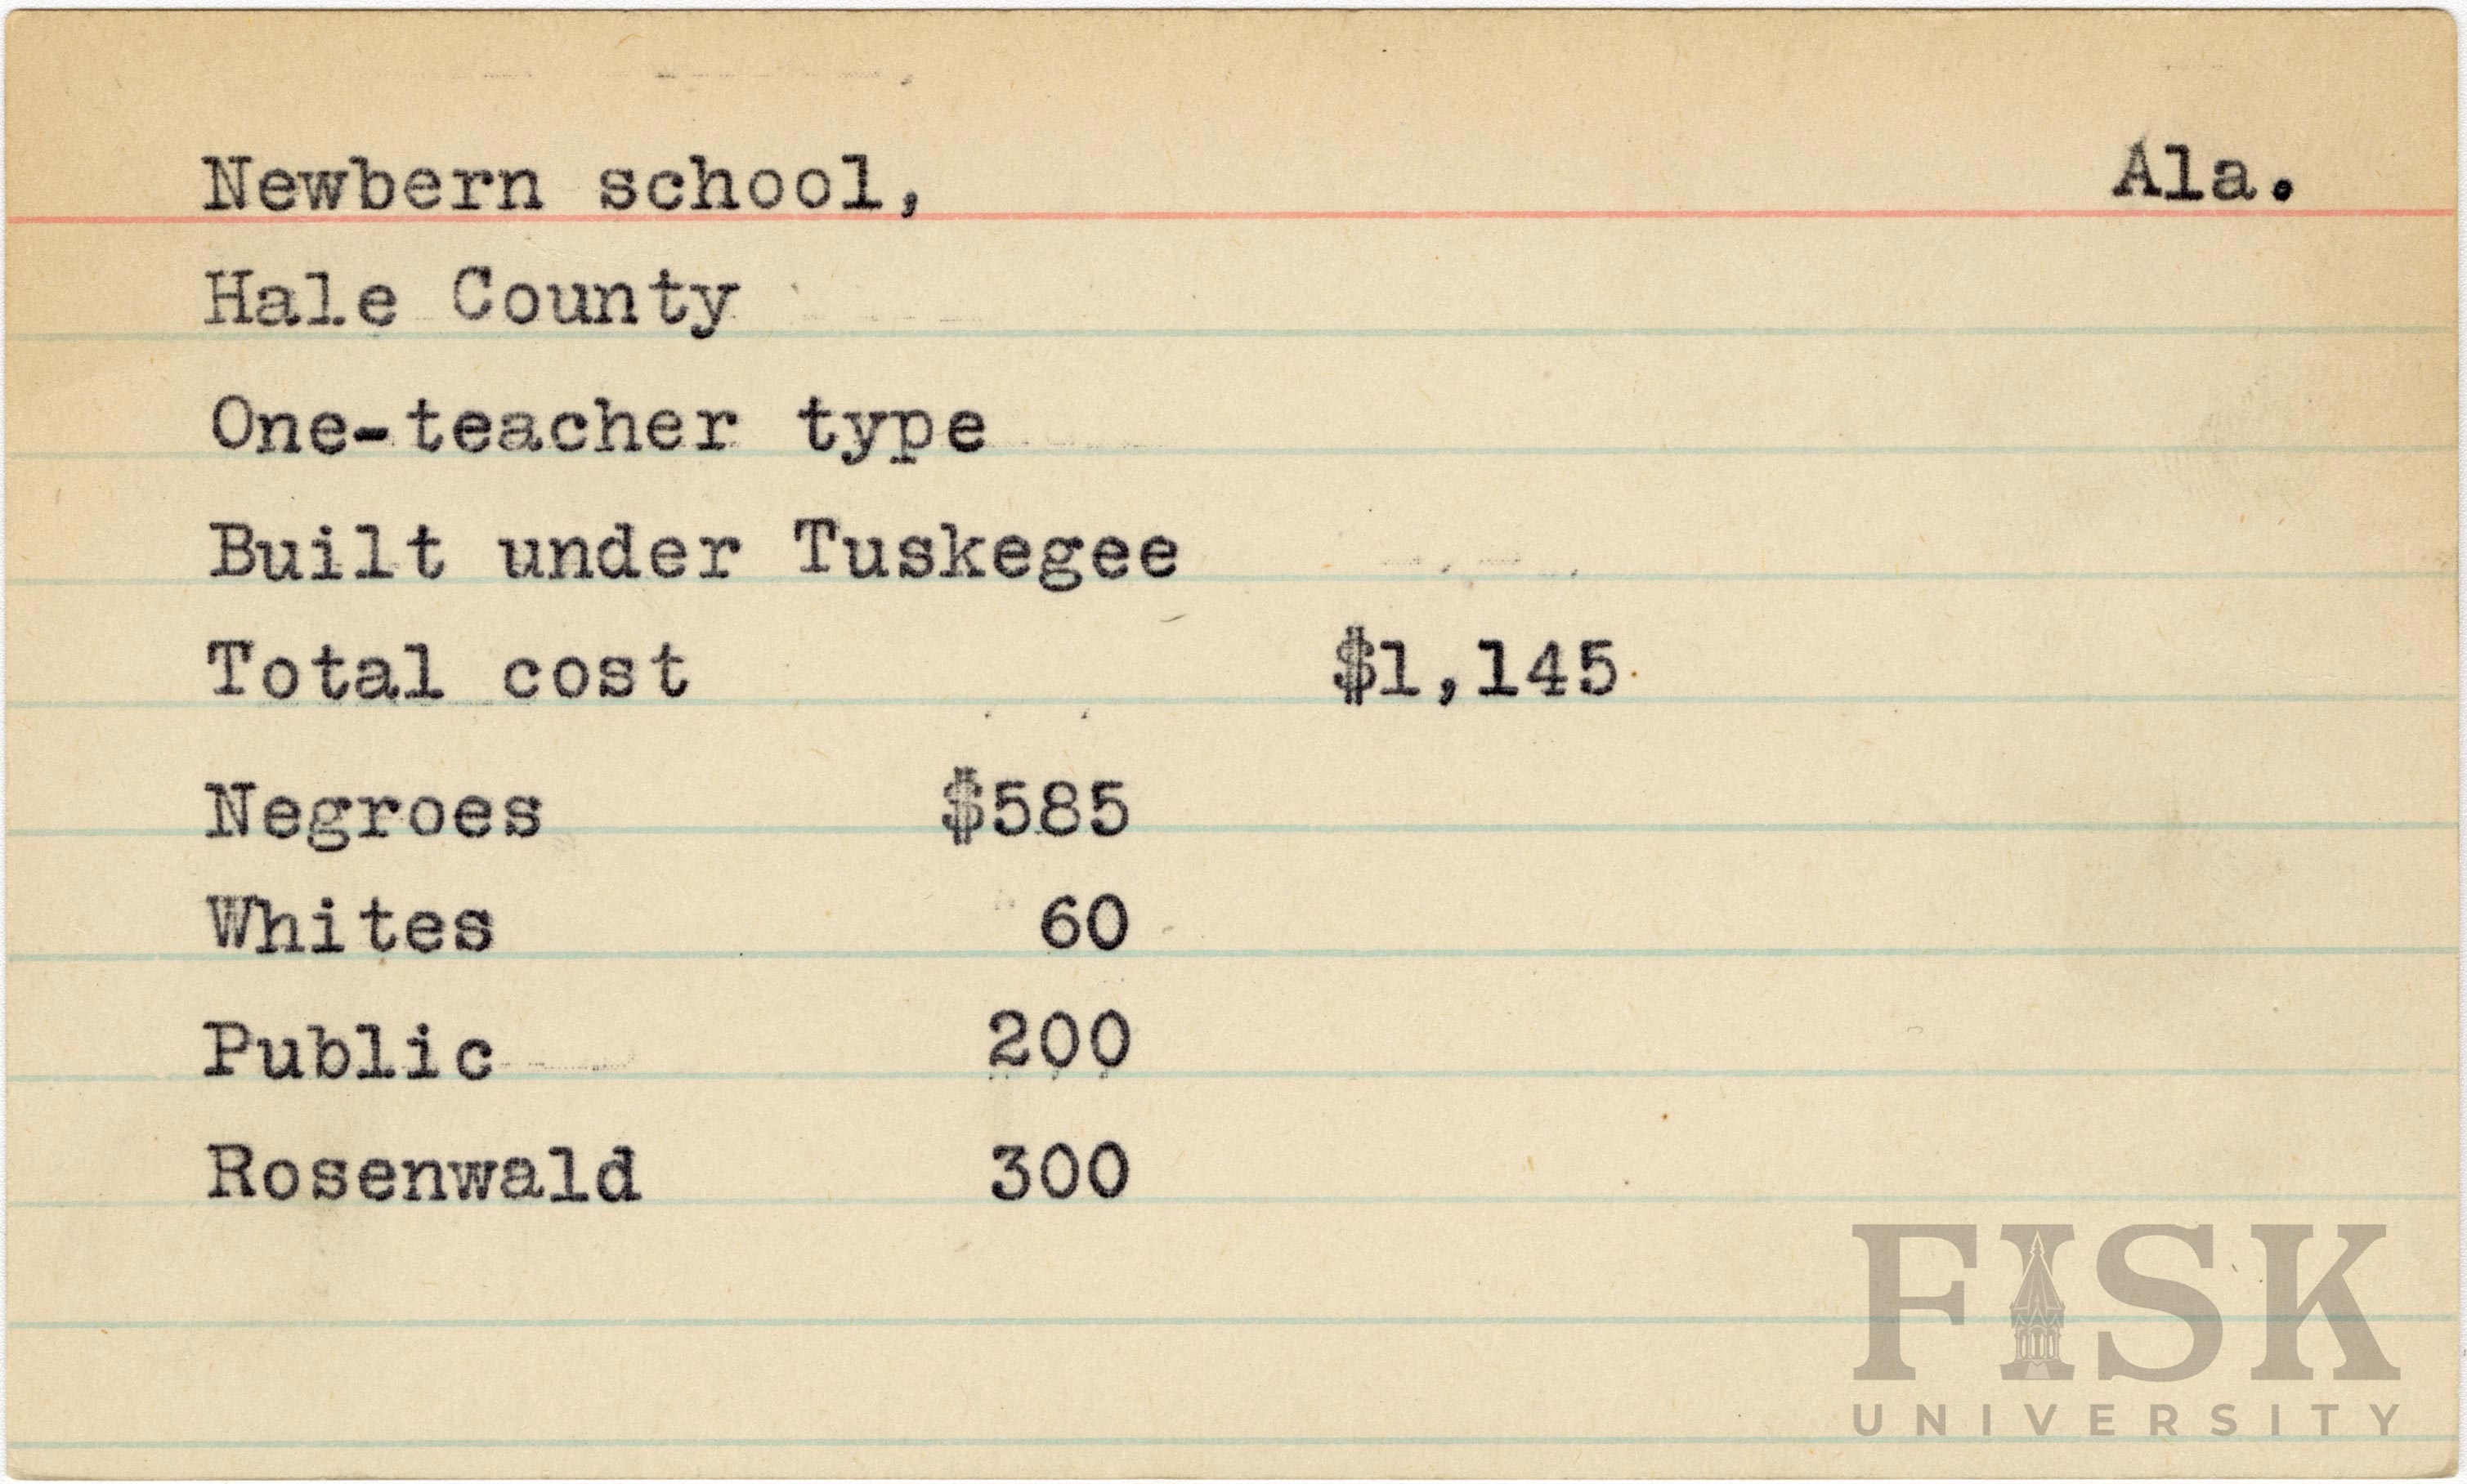 Newbern school, Ala.
Hale County
One-teacher type
Built under Tuskegee
Total cost $1,145
Negroes $585
Whites 60
Public 200
Rosenwald 300
FISK
UNIVERSITY